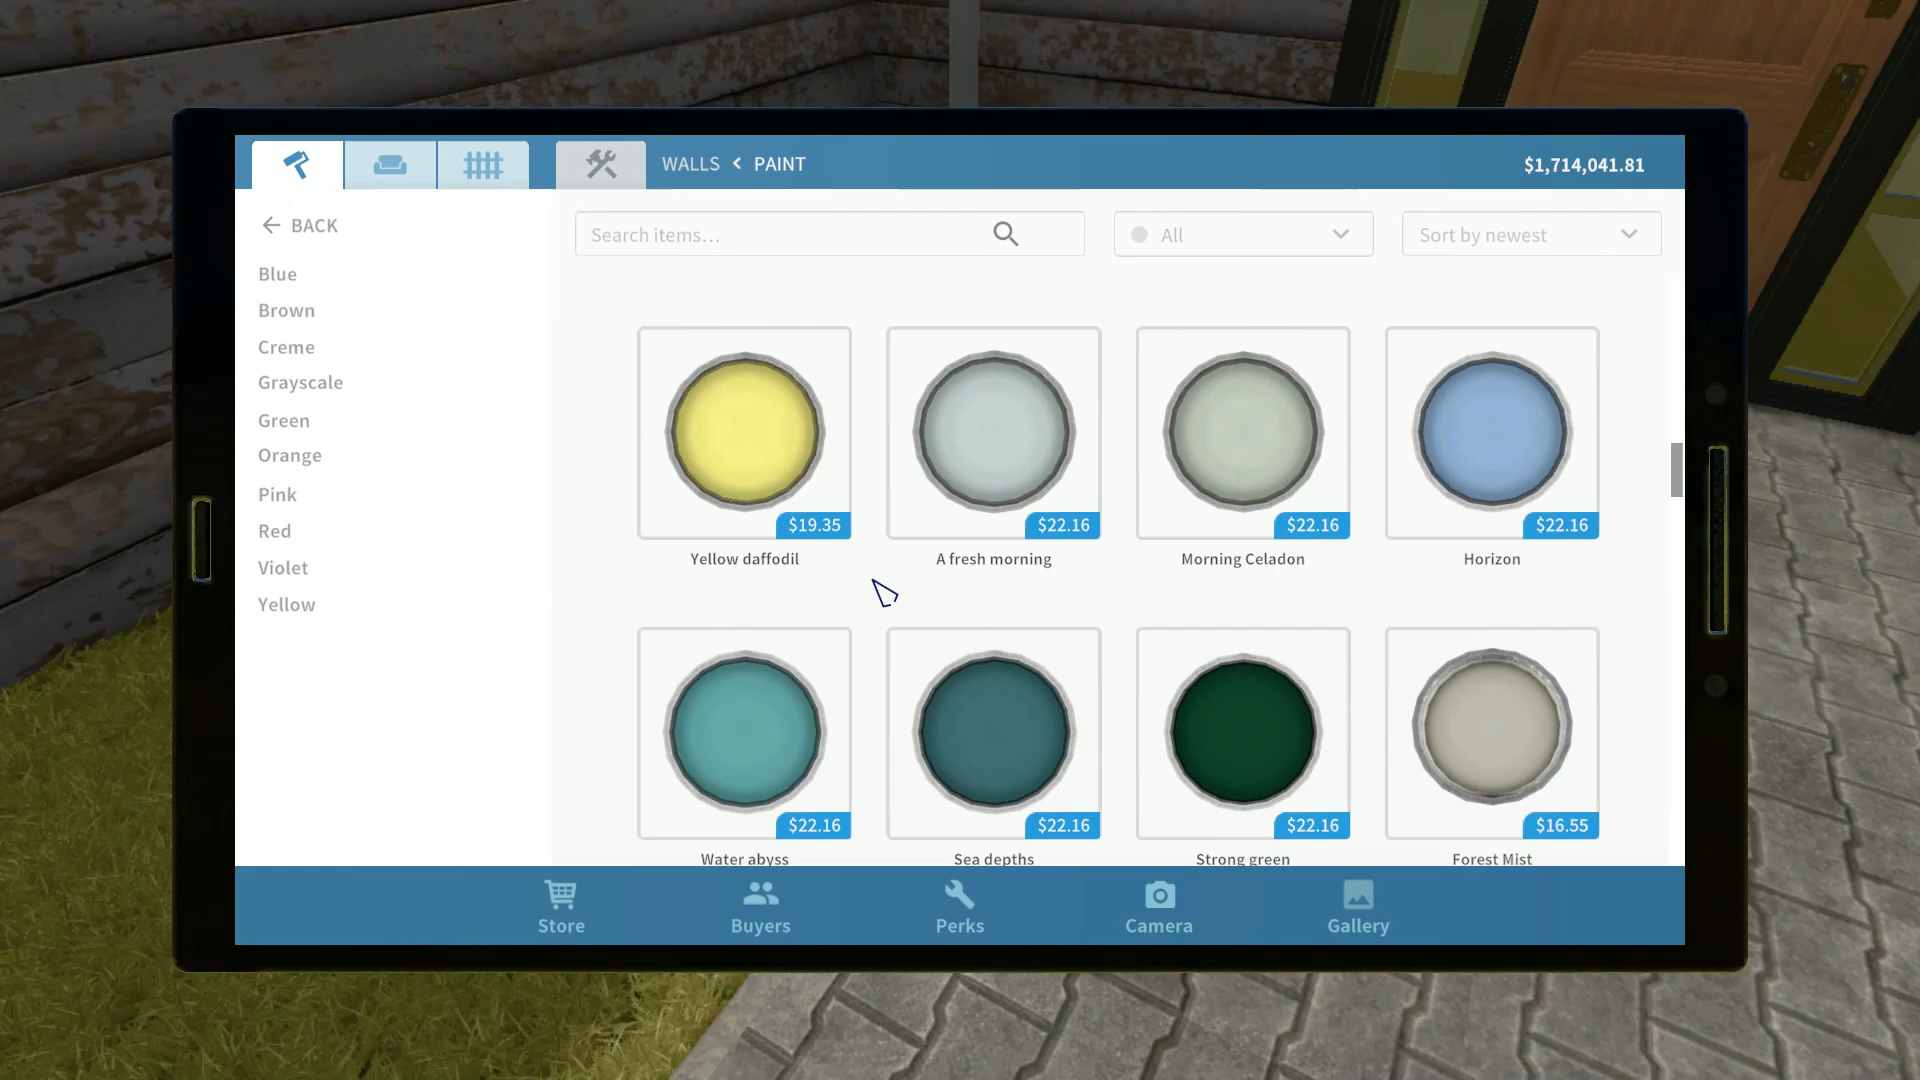 WALLS < PAINT
$1,714,041.81
BACK
Search items...
All
Sort by newest
Blue
Brown
Creme
Grayscale
Green
Orange
Pink
Red
Violet
Yellow
$19.35
$22.16
$22.16
$22.16
Yellow daffodil
A fresh morning
Morning Celadon
Horizon
$22.16
$22.16
$22.16
$16.55
Water abyss
Sea depths
Strong green
Forest Mist
Store
Buyers
Perks
Camera
Gallery